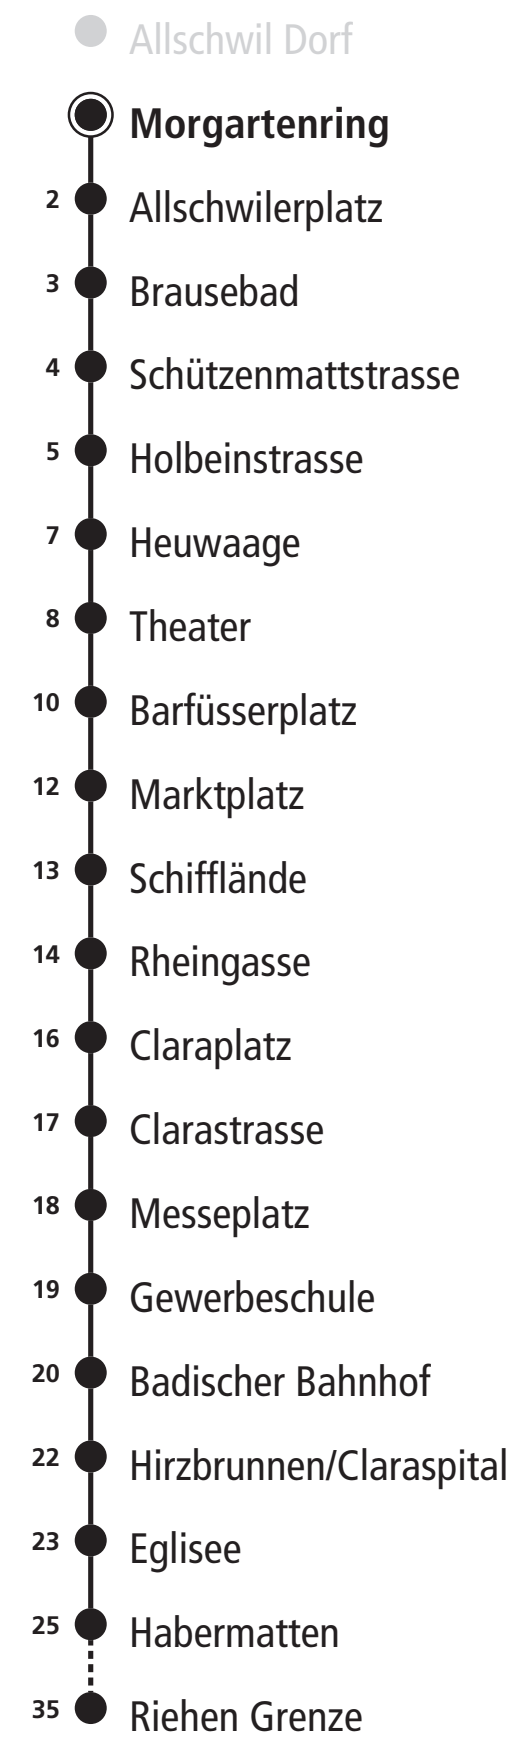 Allschwil Dorf
Morgartenring
2 Allschwilerplatz
3 Brausebad
4 Schützenmattstrasse
5 Holbeinstrasse
7 Heuwaage
8 Theater
10 Barfüsserplatz
12 Marktplatz
13 Schifflände
14 Rheingasse
16 Claraplatz
17 Clarastrasse
18 Messeplatz
19 Gewerbeschule
20 Badischer Bahnhof
22 Hirzbrunnen/Claraspital
23 Eglisee
25 Habermatten
35 Riehen Grenze